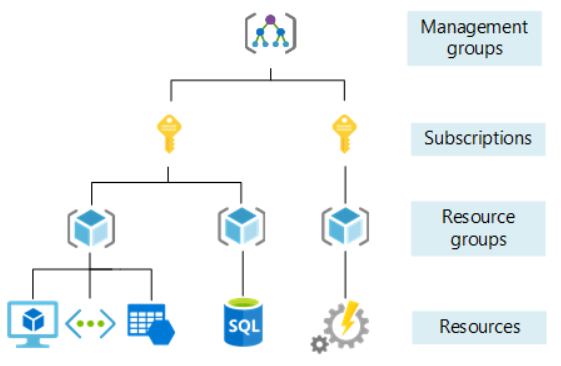 Management
groups
Subscriptions
Resource
groups
SQL
Resources